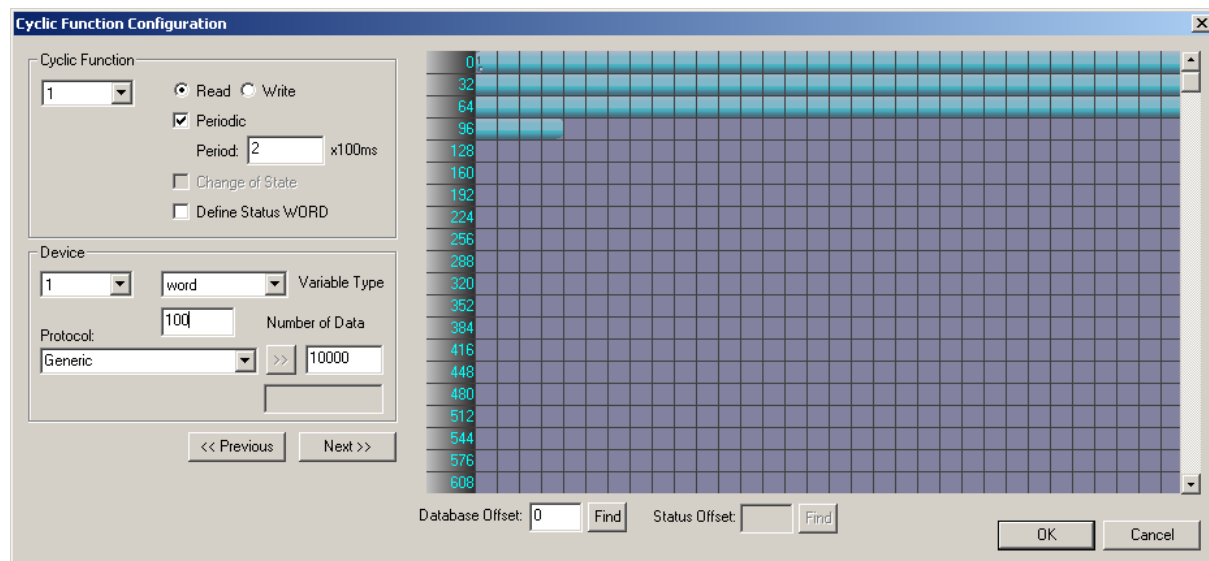 Cyclic Function Configuration
Cyclic Function
1
Read Write
Periodic
Period: 2 x100ms
Change of State
Define Status WORD
Device
1 word Variable Type
100 Number of Data
Protocol:
Generic >> 10000
<< Previous Next >>
0 1
32
64
96
128
160
192
224
256
288
320
352
384
416
448
480
512
544
576
608
Database Offset: 0 Find Status Offset: Find
OK Cancel